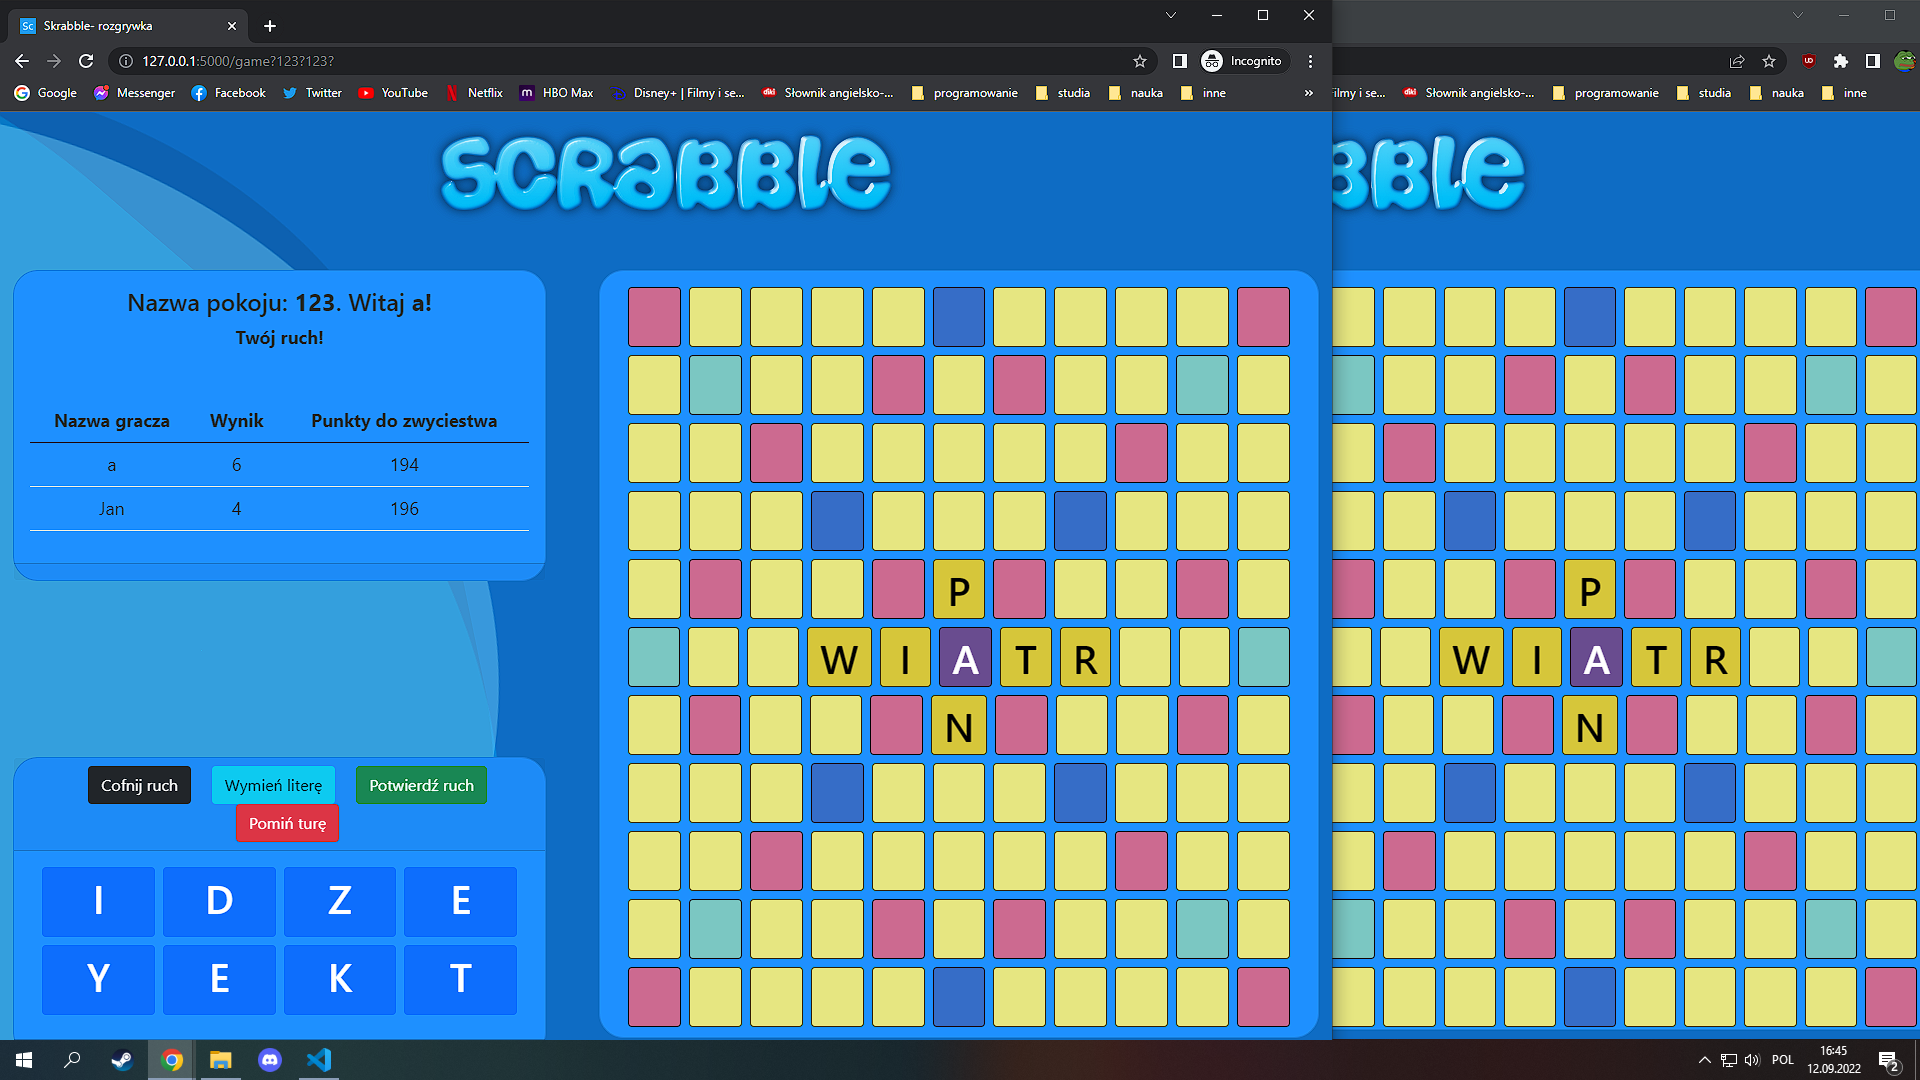 Skrabble- rozgrywka
127.0.0.1:5000/game?123?123?
Incognito
Google Messenger Facebook Twitter YouTube Netflix HBO Max Disney+ | Filmy i se... Słownik angielsko-... programowanie studia nauka inne »
ilmy i se... Słownik angielsko-... programowanie studia nauka inne
SCRABBLE
BBLE
Nazwa pokoju: 123. Witaj a!
Twój ruch!
Nazwa gracza Wynik Punkty do zwyciestwa
a 6 194
Jan 4 196
P
W I A T R
N
P
W I A T R
N
Cofnij ruch Wymień literę Potwierdź ruch
Pomiń turę
I D Z E
Y E K T
POL
16:45
12.09.2022
2